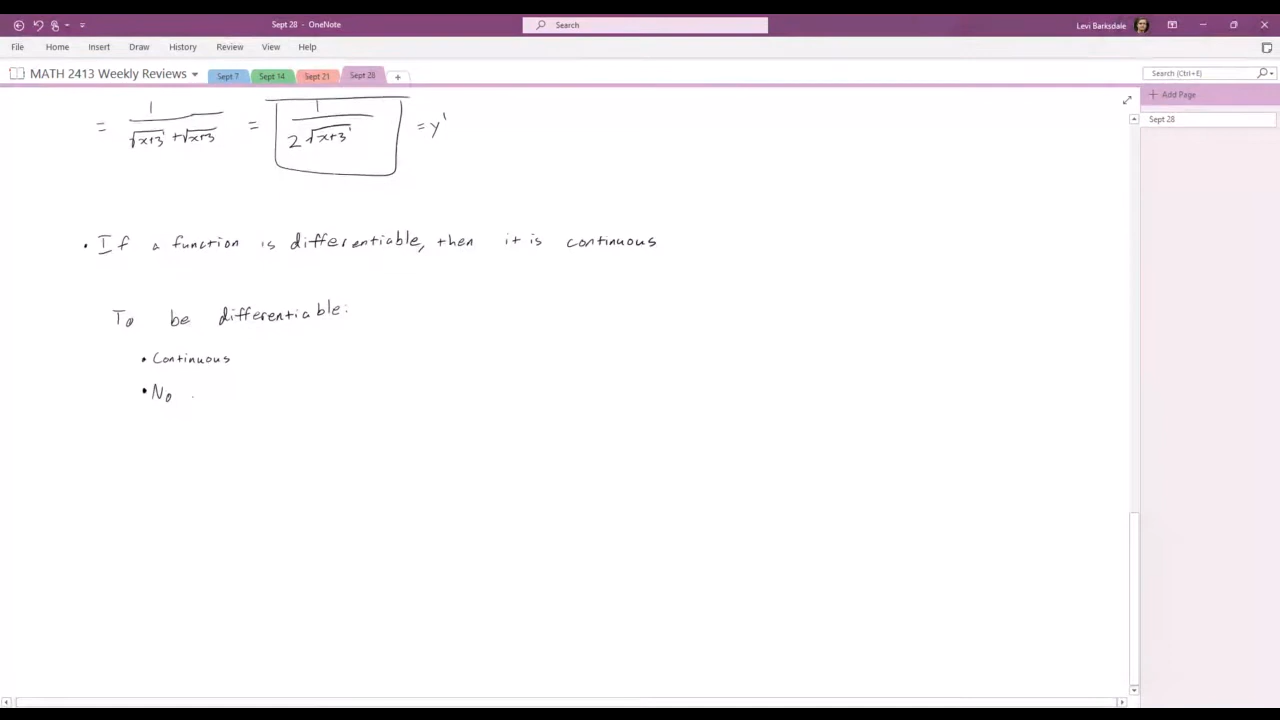 Sept 28 - OneNote
Search
Levi Barksdale
File Home Insert Draw History Review View Help
MATH 2413 Weekly Reviews
Sept 7
Sept 14
Sept 21
Sept 28
+
Search (Ctrl+E)
+ Add Page
Sept 28
= 1/(√x+3 + √x+3) = 1/(2√x+3) = y'
• If a function is differentiable, then it is continuous
To be differentiable:
• Continuous
• No